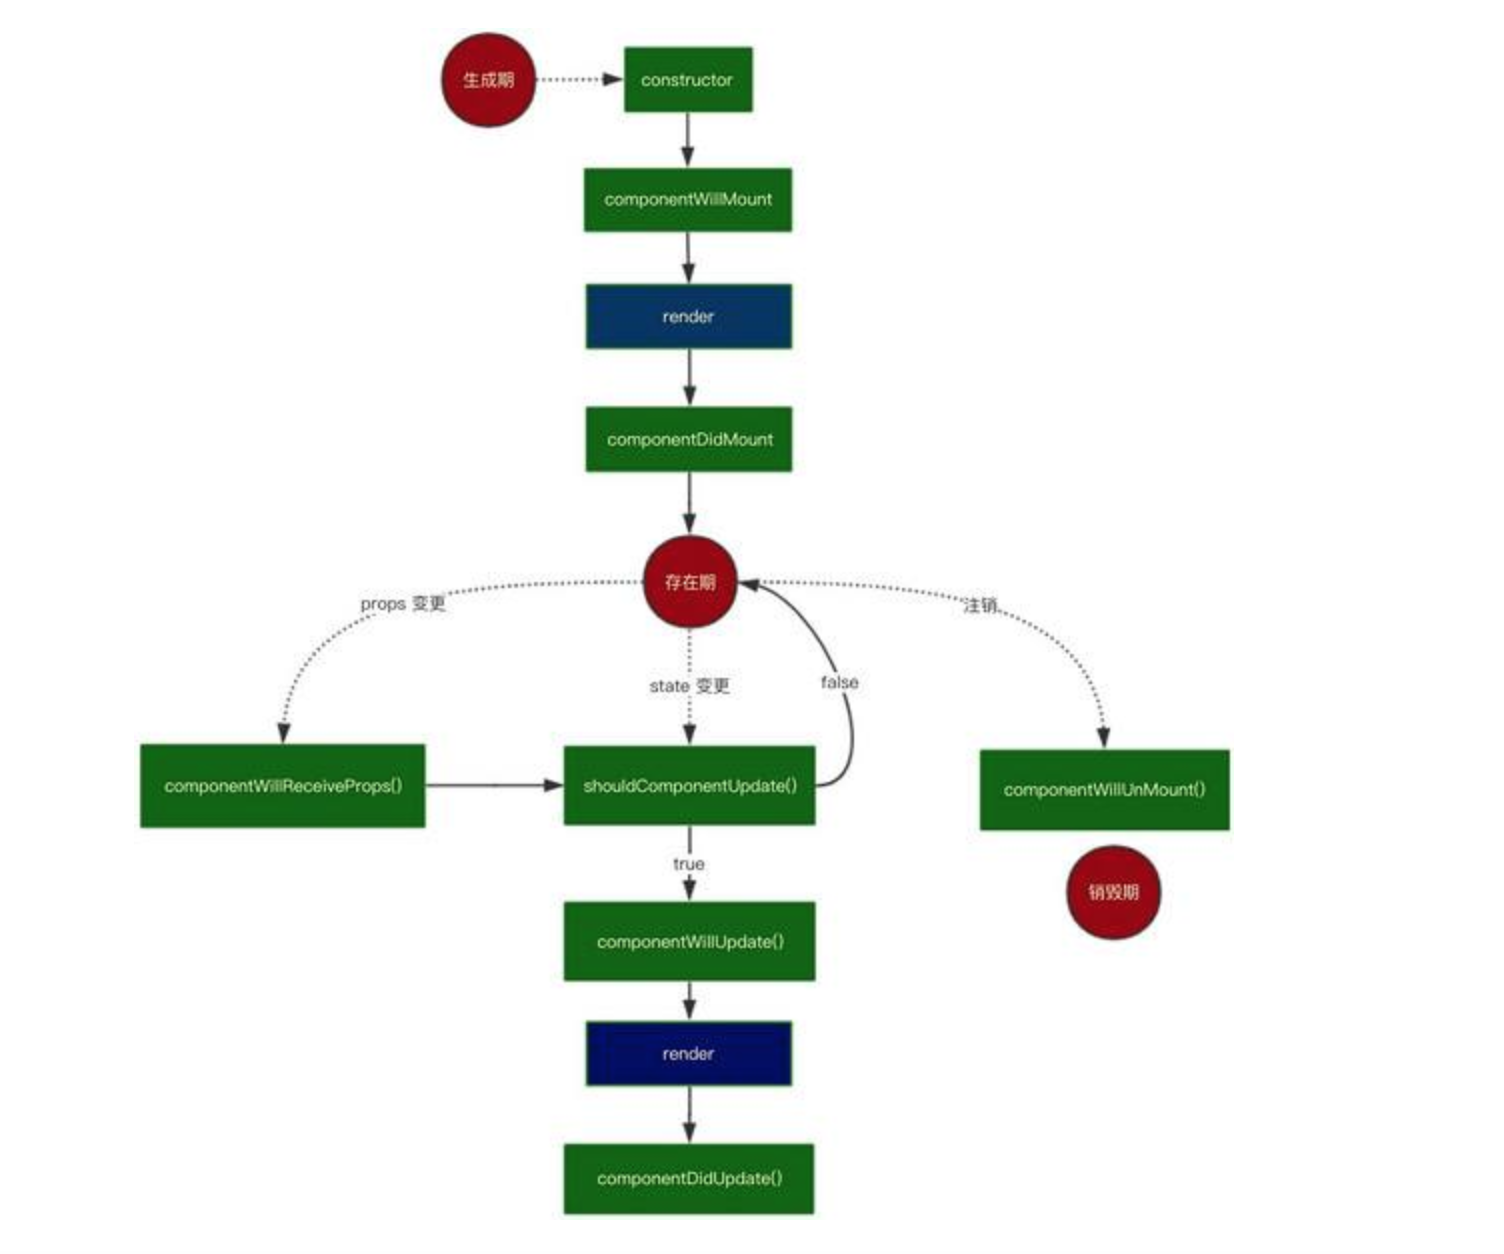 生成期
constructor
componentWillMount
render
componentDidMount
存在期
props 变更
注销
state 变更
false
componentWillReceiveProps()
shouldComponentUpdate()
componentWillUnMount()
true
销毁期
componentWillUpdate()
render
componentDidUpdate()